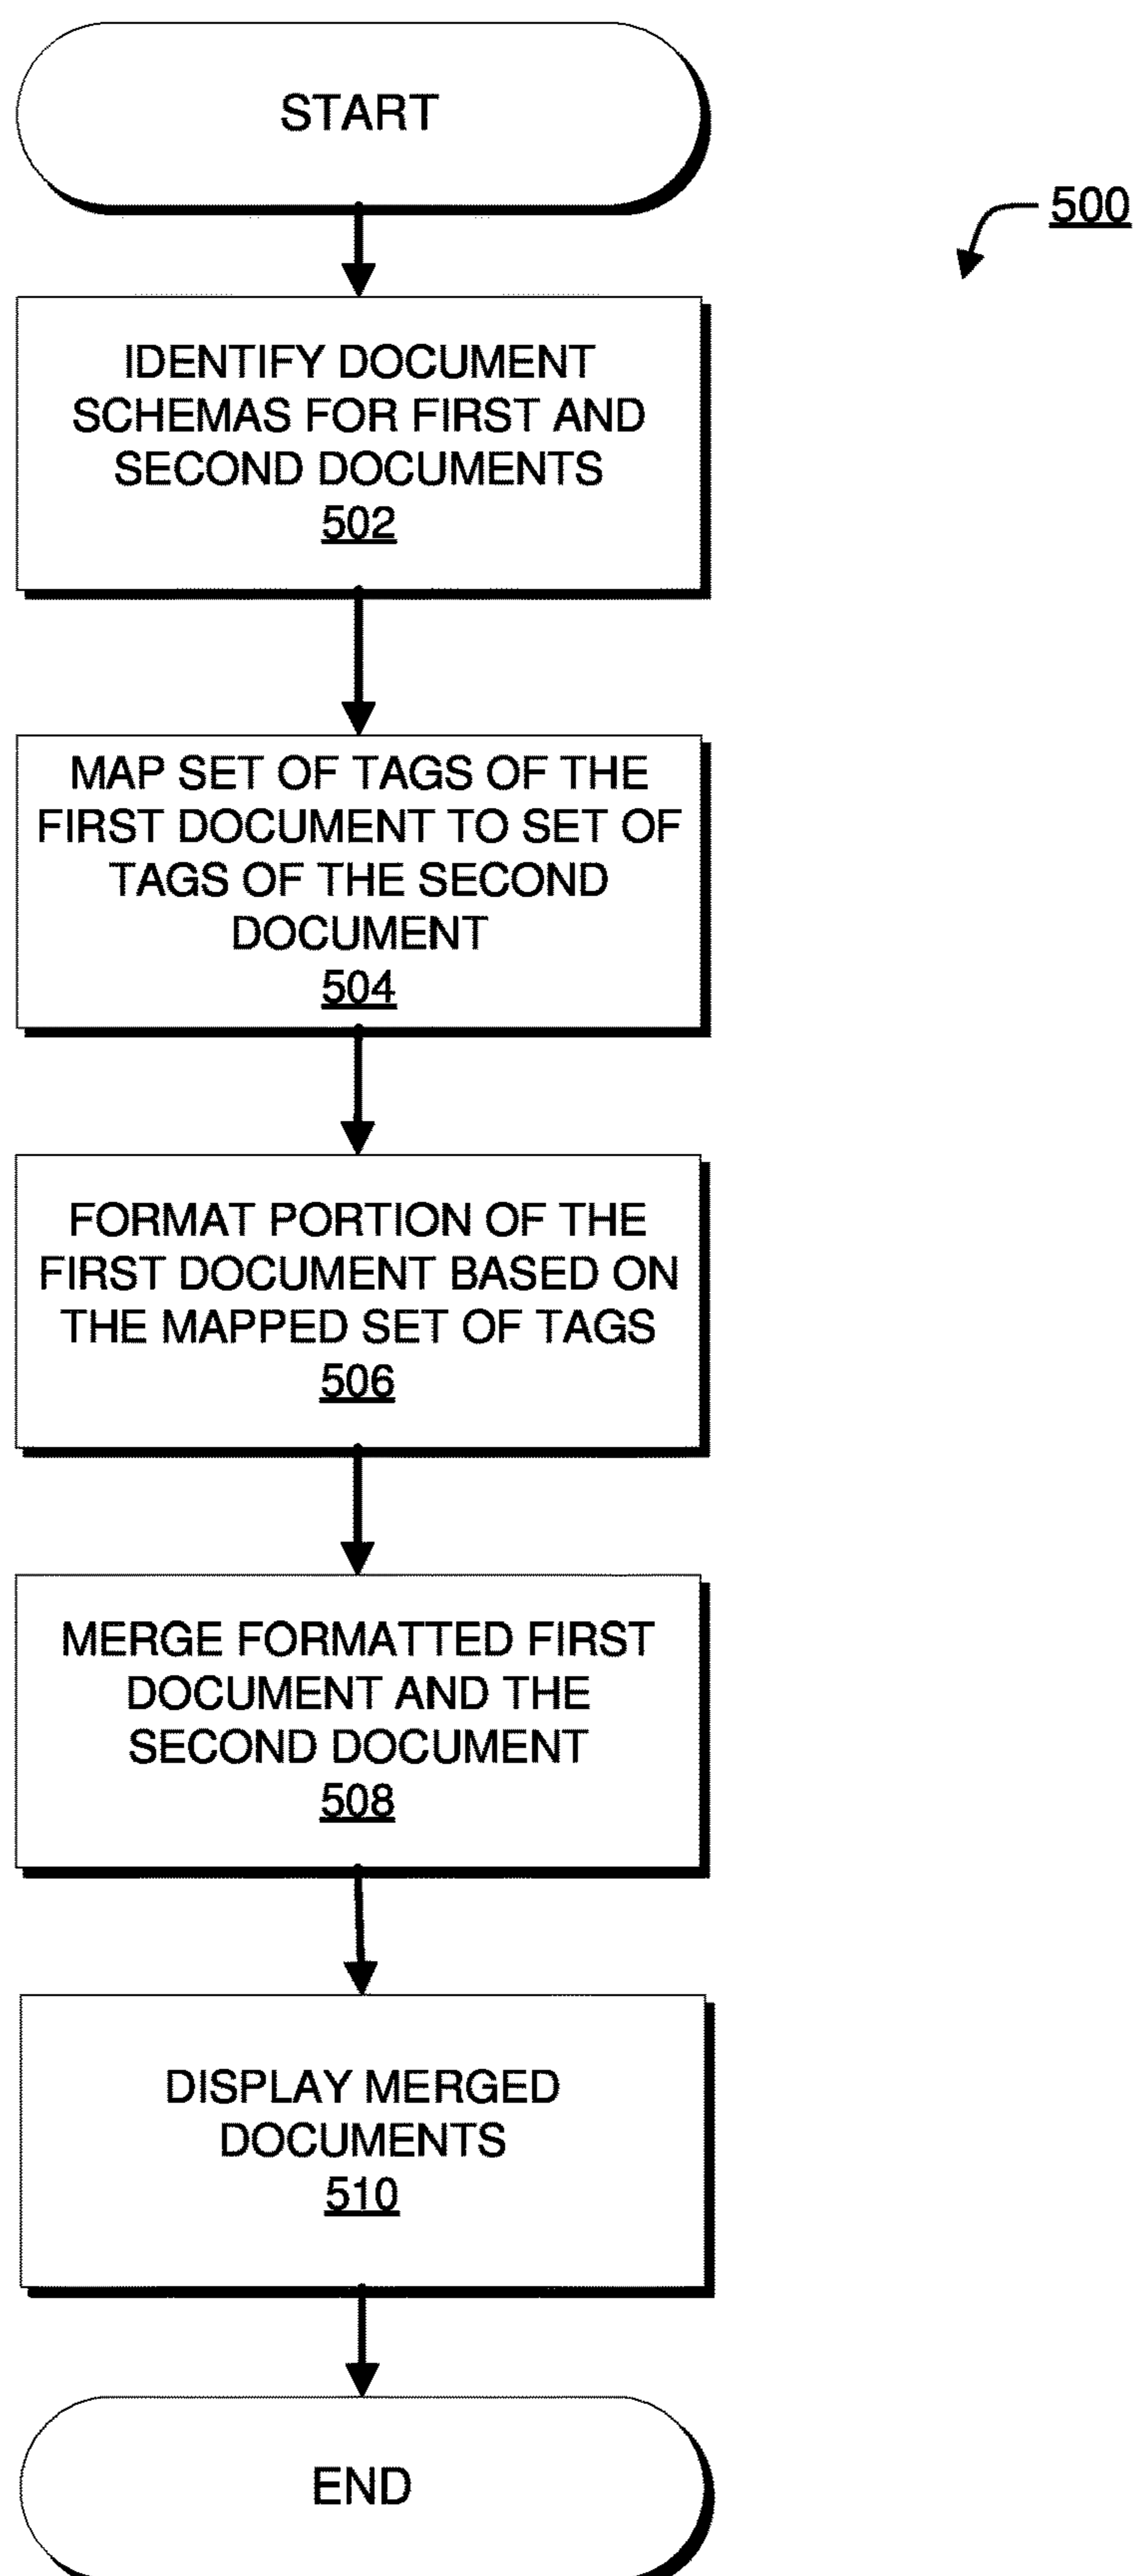 START
500
IDENTIFY DOCUMENT
SCHEMAS FOR FIRST AND
SECOND DOCUMENTS
502
MAP SET OF TAGS OF THE
FIRST DOCUMENT TO SET OF
TAGS OF THE SECOND
DOCUMENT
504
FORMAT PORTION OF THE
FIRST DOCUMENT BASED ON
THE MAPPED SET OF TAGS
506
MERGE FORMATTED FIRST
DOCUMENT AND THE
SECOND DOCUMENT
508
DISPLAY MERGED
DOCUMENTS
510
END